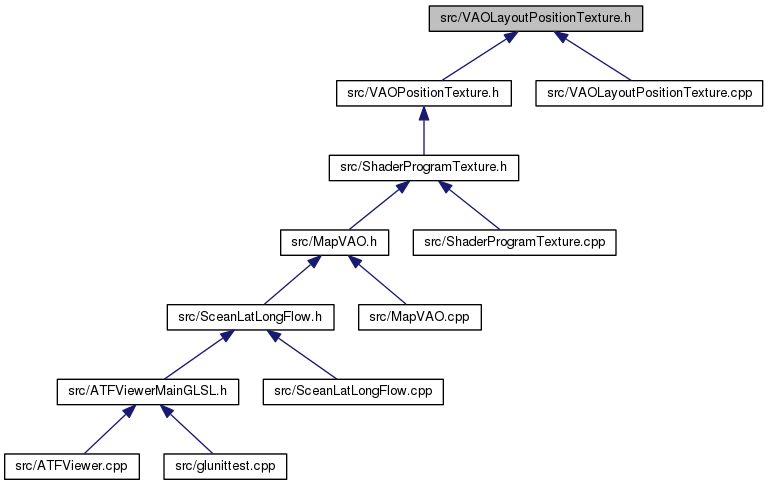 src/VAOLayoutPositionTexture.h
src/VAOPositionTexture.h
src/VAOLayoutPositionTexture.cpp
src/ShaderProgramTexture.h
src/MapVAO.h
src/ShaderProgramTexture.cpp
src/SceanLatLongFlow.h
src/MapVAO.cpp
src/ATFViewerMainGLSL.h
src/SceanLatLongFlow.cpp
src/ATFViewer.cpp
src/glunittest.cpp